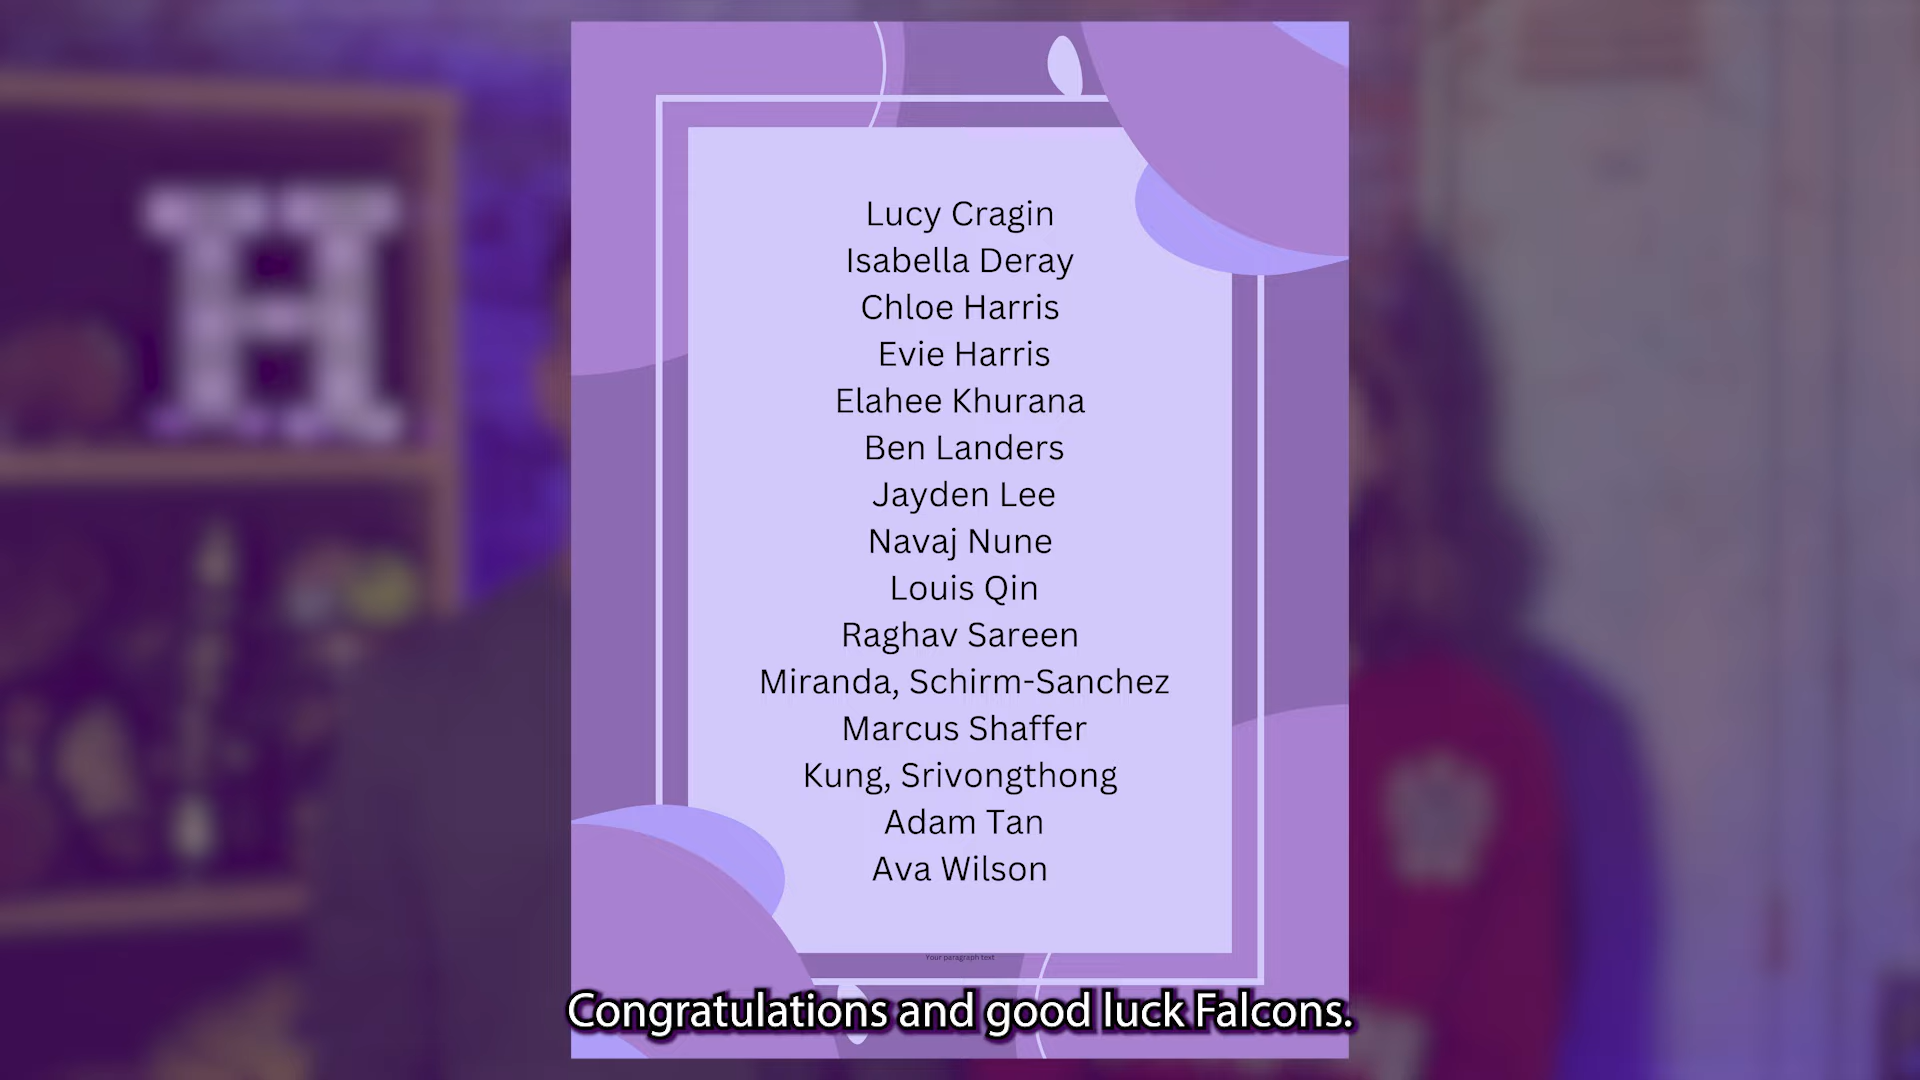 H
Lucy Cragin
Isabella Deray
Chloe Harris
Evie Harris
Elahee Khurana
Ben Landers
Jayden Lee
Navaj Nune
Louis Qin
Raghav Sareen
Miranda, Schirm-Sanchez
Marcus Shaffer
Kung, Srivongthong
Adam Tan
Ava Wilson
Your paragraph text
Congratulations and good luck Falcons.